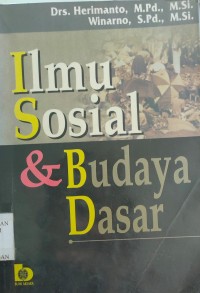 Drs. Herimanto, M.Pd., M.Si.
Winarno, S.Pd., M.Si.
Ilmu
Sosial
& Budaya
Dasar